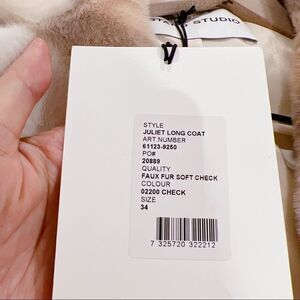 STAND STUDIO
STYLE
JULIET LONG COAT
ART NUMBER
61123-9250
PO#
20889
QUALITY
FAUX FUR SOFT CHECK
COLOUR
02200 CHECK
SIZE
34
7 325720 322212